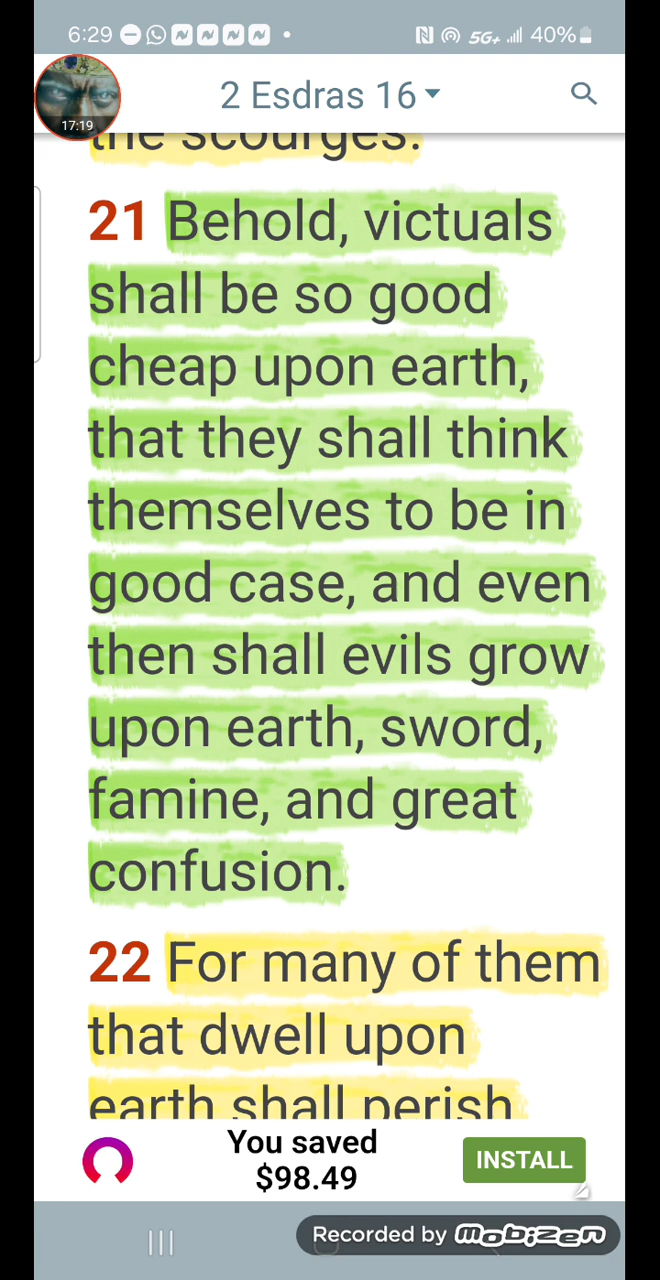 6:29
5G+
40%
17:19
2 Esdras 16
the scourges.
21 Behold, victuals
shall be so good
cheap upon earth,
that they shall think
themselves to be in
good case, and even
then shall evils grow
upon earth, sword,
famine, and great
confusion.
22 For many of them
that dwell upon
earth shall perish
You saved
$98.49
INSTALL
Recorded by mobizen